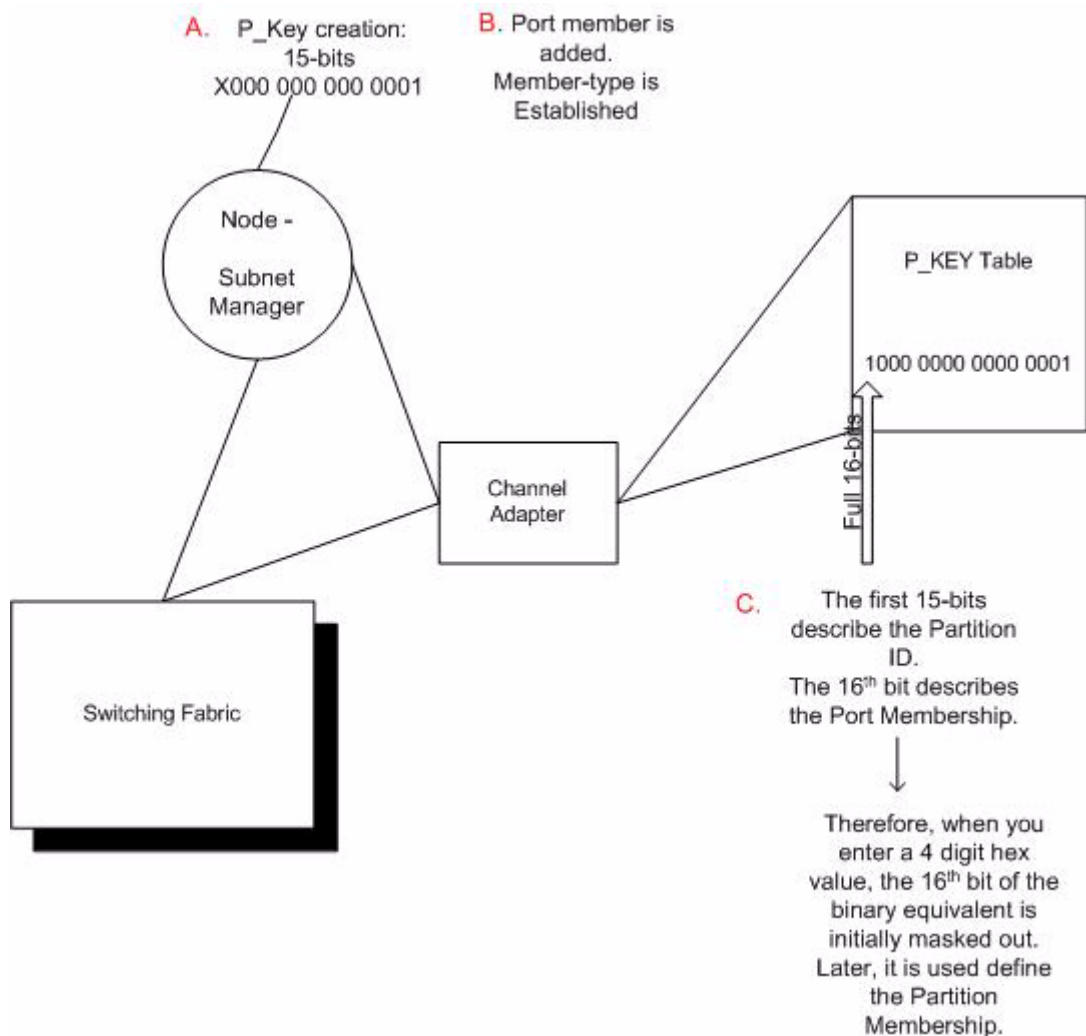 A. P_Key creation:
15-bits
X000 000 000 0001
B. Port member is
added.
Member-type is
Established
Node -
Subnet
Manager
P_KEY Table
1000 0000 0000 0001
Full 16-bits
Channel
Adapter
Switching Fabric
C. The first 15-bits
describe the Partition
ID.
The 16th bit describes
the Port Membership.
Therefore, when you
enter a 4 digit hex
value, the 16th bit of the
binary equivalent is
initially masked out.
Later, it is used define
the Partition
Membership.